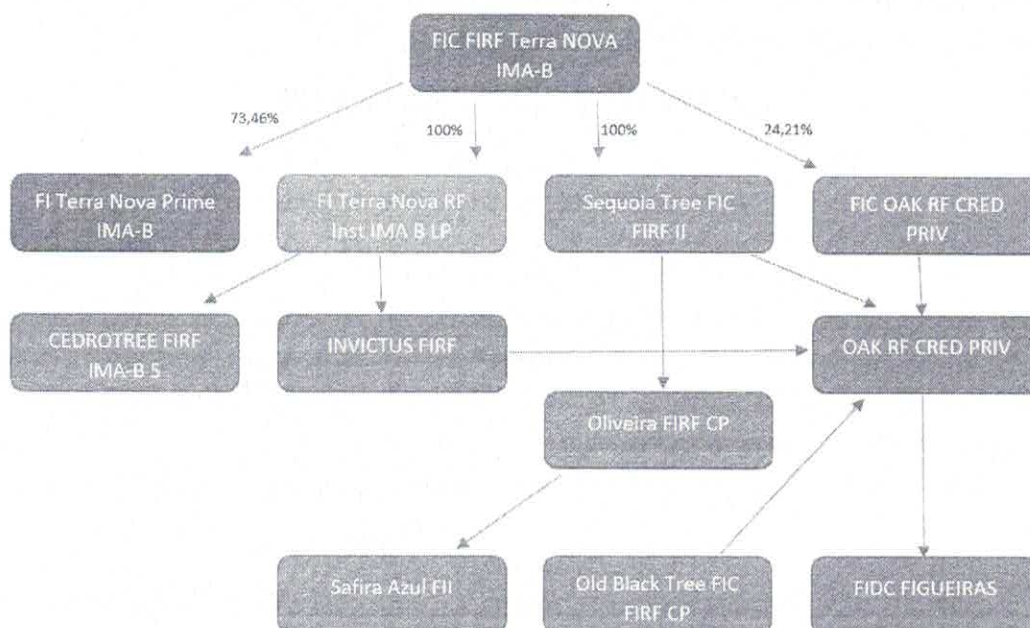 FIC FIRF Terra NOVA
IMA-B
73,46%
100%
100%
24,21%
FI Terra Nova Prime
IMA-B
FI Terra Nova RF
Inst IMA B LP
Sequoia Tree FIC
FIRF II
FIC OAK RF CRED
PRIV
CEDROTREE FIRF
IMA-B 5
INVICTUS FIRF
OAK RF CRED PRIV
Oliveira FIRF CP
Safira Azul FII
Old Black Tree FIC
FIRF CP
FIDC FIGUEIRAS